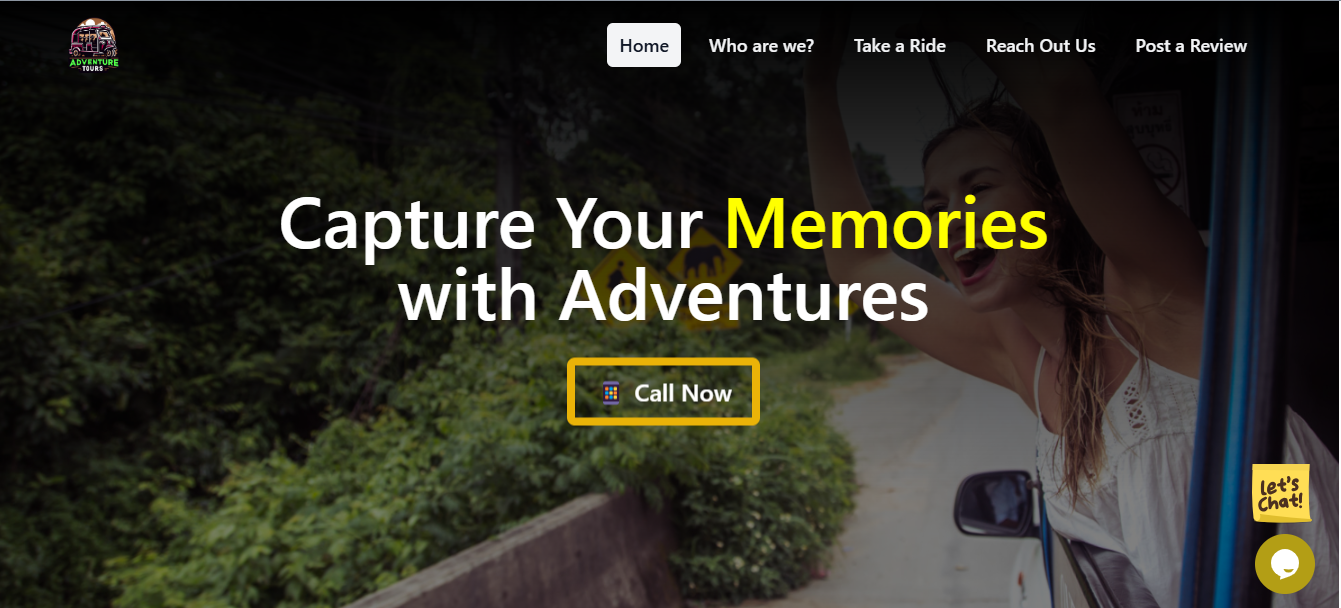 ADVENTURE
TOURS
Home Who are we? Take a Ride Reach Out Us Post a Review
Capture Your Memories
with Adventures
Call Now
Let's
Chat!